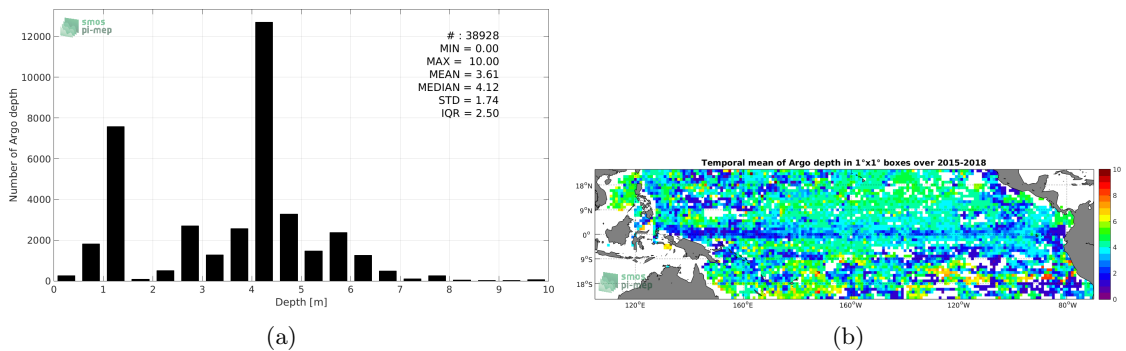 smos
pi-mep
# : 38928
MIN = 0.00
MAX = 10.00
MEAN = 3.61
MEDIAN = 4.12
STD = 1.74
IQR = 2.50
Number of Argo depth
12000
10000
8000
6000
4000
2000
0
0 1 2 3 4 5 6 7 8 9 10
Depth [m]
(a)
Temporal mean of Argo depth in 1°x1° boxes over 2015-2018
18°N
9°N
0°
9°S
18°S
smos
pi-mep
120°E 160°E 160°W 120°W 80°W
10
8
6
4
2
0
(b)